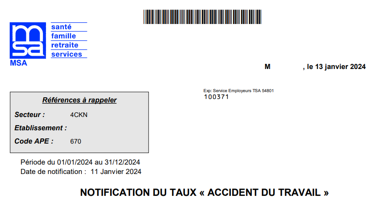 santé
famille
retraite
services
msa
MSA
M , le 13 janvier 2024
Exp: Service Employeurs TEA 54801
100371
Références à rappeler
Secteur : 4CKN
Etablissement :
Code APE : 670
Période du 01/01/2024 au 31/12/2024
Date de notification : 11 Janvier 2024
NOTIFICATION DU TAUX « ACCIDENT DU TRAVAIL »